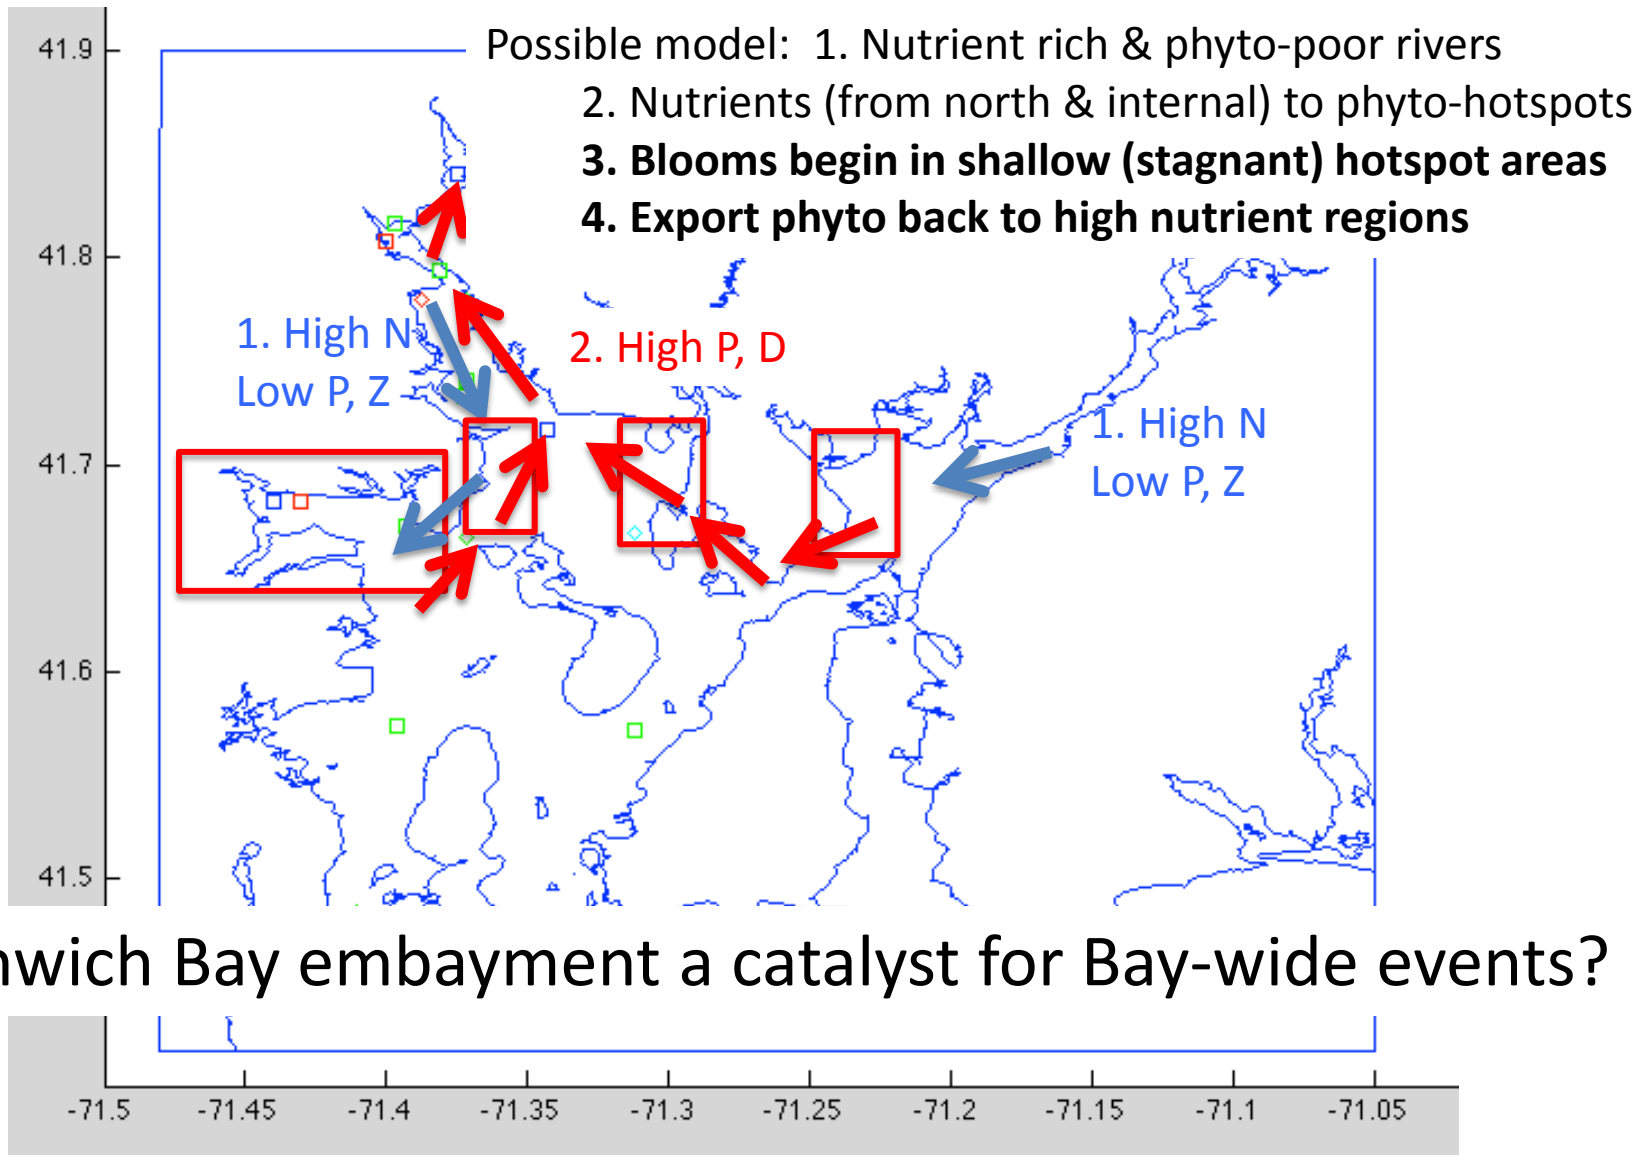 Possible model: 1. Nutrient rich & phyto-poor rivers
2. Nutrients (from north & internal) to phyto-hotspots
3. Blooms begin in shallow (stagnant) hotspot areas
4. Export phyto back to high nutrient regions
41.9
41.8
1. High N
Low P, Z
2. High P, D
1. High N
Low P, Z
41.7
41.6
41.5
Bay embayment a catalyst for Bay-wide events?
-71.5 -71.45 -71.4 -71.35 -71.3 -71.25 -71.2 -71.15 -71.1 -71.05